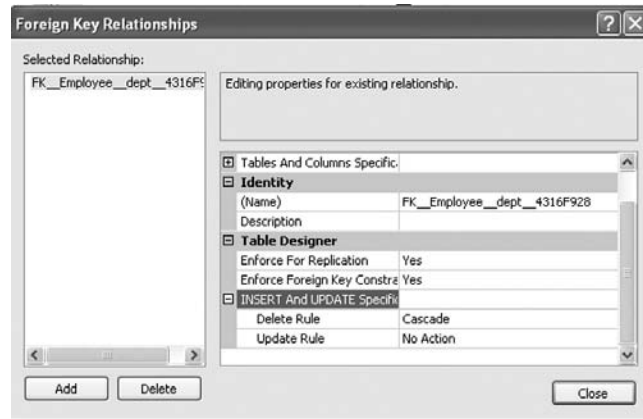 Foreign Key Relationships
Selected Relationship:
FK__Employee__dept__4316F9
Editing properties for existing relationship.
Tables And Columns Specific
Identity
(Name) FK__Employee__dept__4316F928
Description
Table Designer
Enforce For Replication Yes
Enforce Foreign Key Constra Yes
INSERT And UPDATE Specific
Delete Rule Cascade
Update Rule No Action
Add Delete
Close